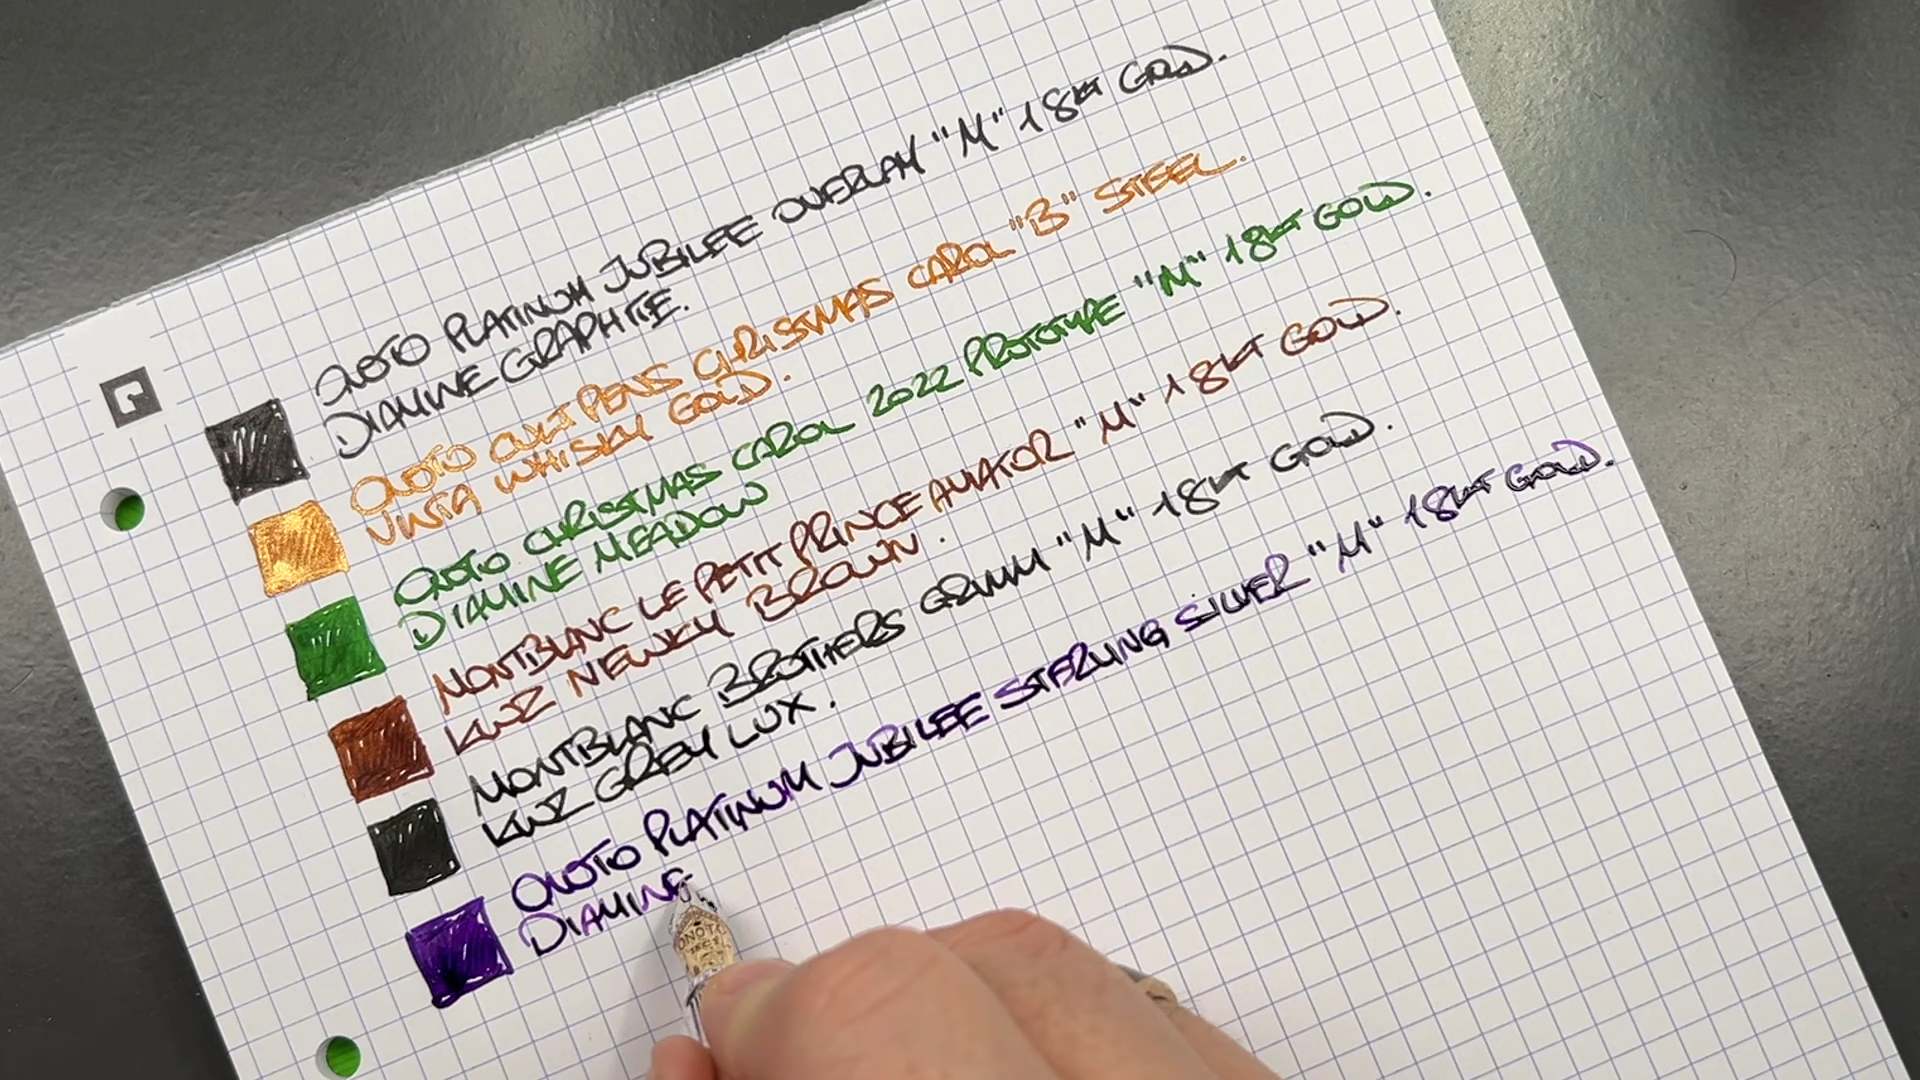 ONOTO PLATINUM JUBILEE OVERLAY "M" 18KT GOLD.
DIAMINE GRAPHITE.
ONOTO CULT PENS CHRISTMAS CAROL "B" STEEL.
VINTA WHISKY GOLD.
ONOTO CHRISTMAS CAROL 2022 PROTOTYPE "M" 18KT GOLD.
DIAMINE MEADOW
MONTBLANC LE PETIT PRINCE AVIATOR "M" 18KT GOLD.
KWZ NEWSKY BROWN.
MONTBLANC BROTHERS GRIMM "M" 18KT GOLD.
KWZ GREY LUX.
ONOTO PLATINUM JUBILEE STERLING SILVER "M" 18KT GOLD.
DIAMINE
ONOTO